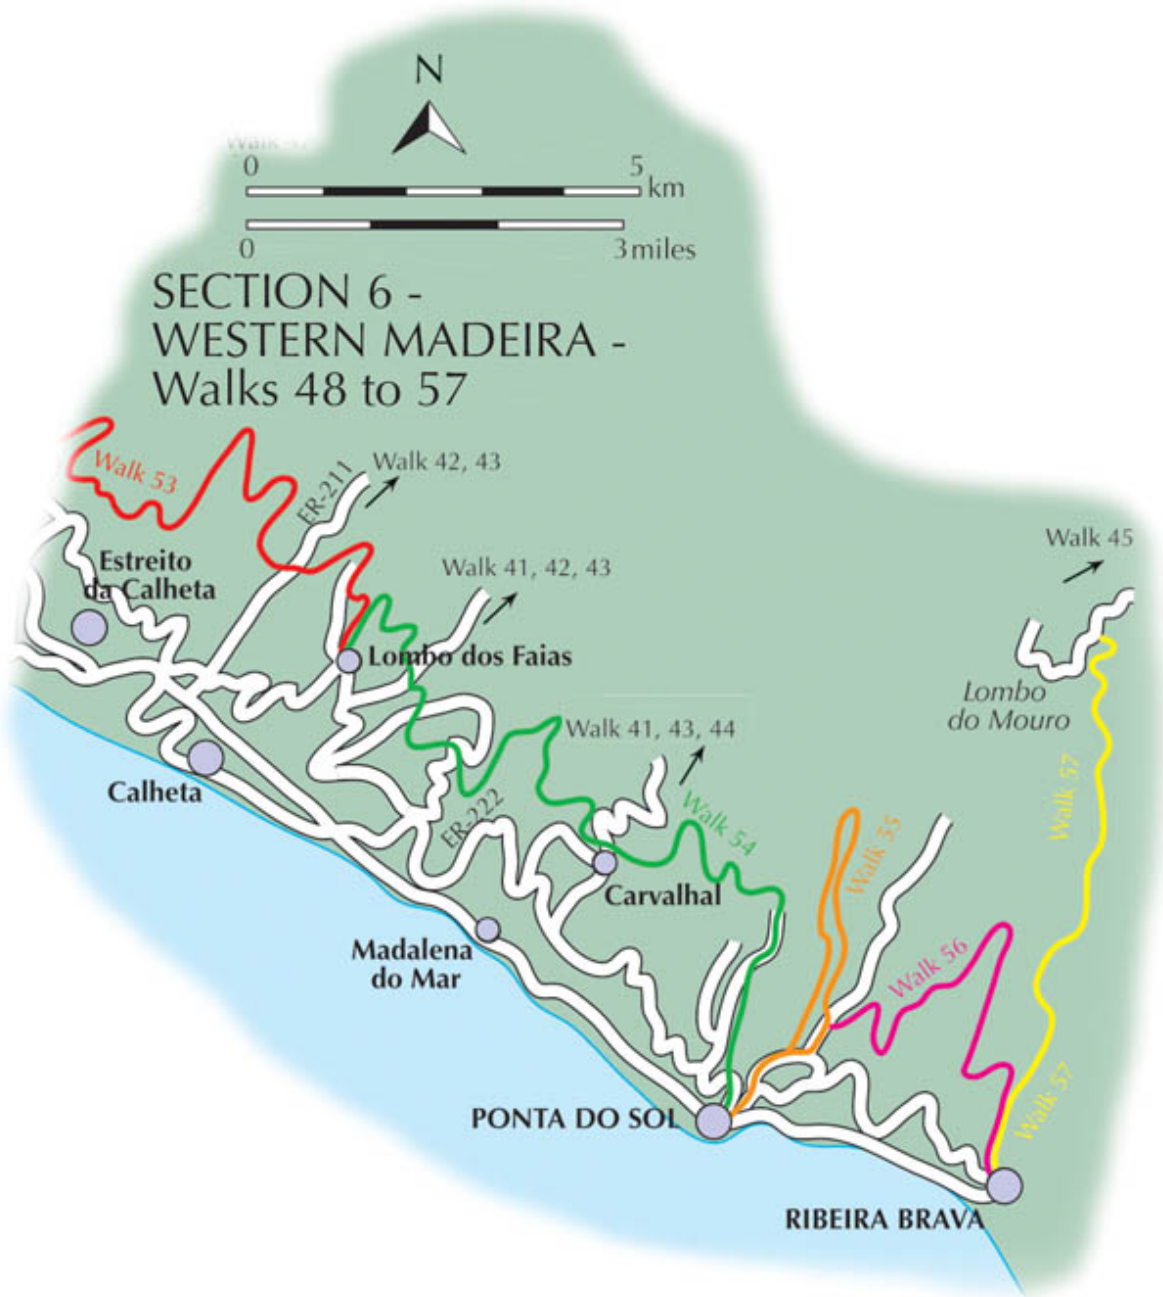 N
0 5
km
0 3 miles
SECTION 6 -
WESTERN MADEIRA -
Walks 48 to 57
Walk 53
ER-211
Walk 42, 43
Walk 45
Estreito
da Calheta
Walk 41, 42, 43
Lombo dos Faias
Lombo
do Mouro
Walk 41, 43, 44
Calheta
ER-222
Walk 54
Walk 55
Walk 57
Carvalhal
Madalena
do Mar
Walk 56
Walk 57
PONTA DO SOL
RIBEIRA BRAVA